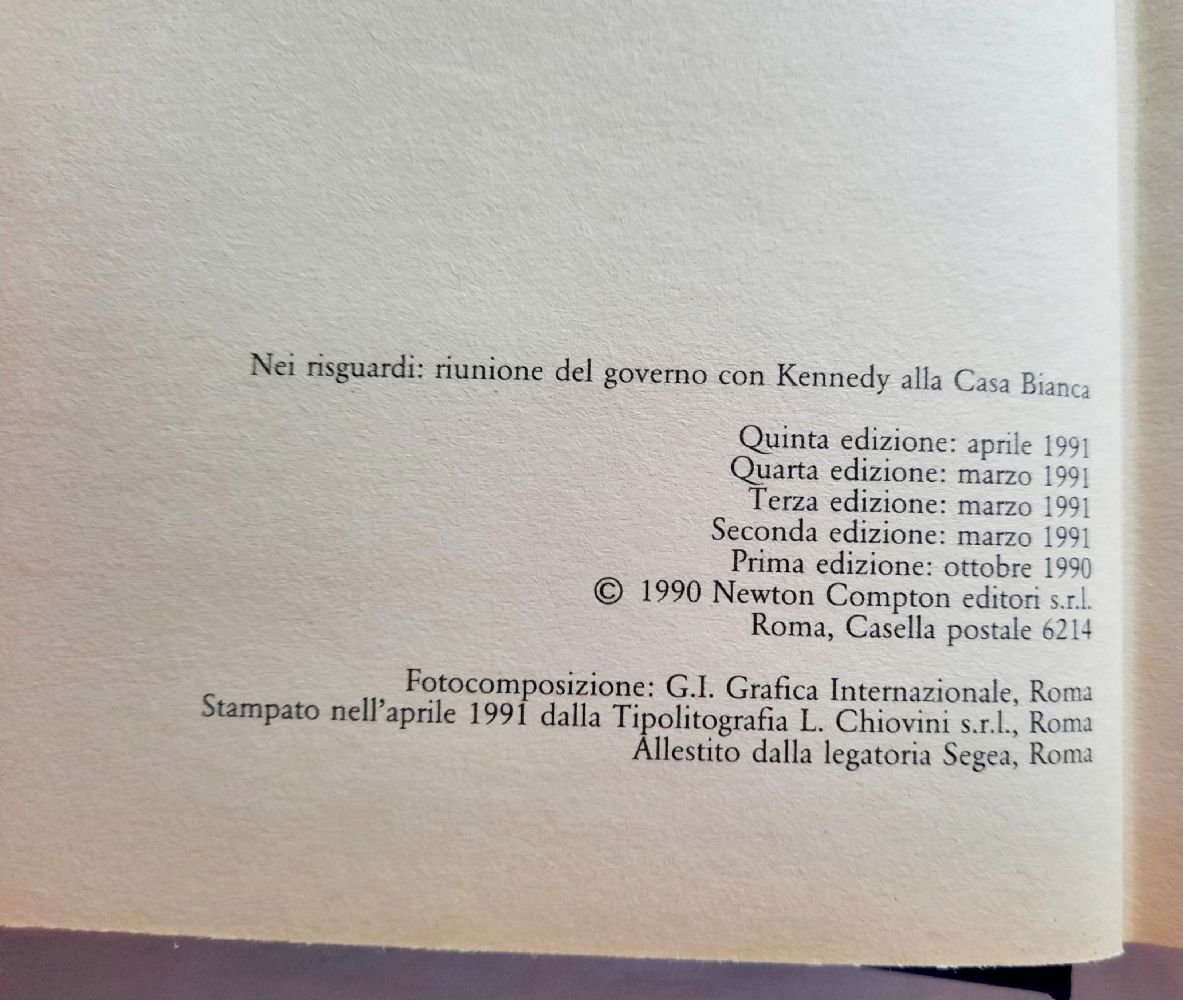 Nei risguardi: riunione del governo con Kennedy alla Casa Bianca
Quinta edizione: aprile 1991
Quarta edizione: marzo 1991
Terza edizione: marzo 1991
Seconda edizione: marzo 1991
Prima edizione: ottobre 1990
© 1990 Newton Compton editori s.r.l.
Roma, Casella postale 6214
Fotocomposizione: G.I. Grafica Internazionale, Roma
Stampato nell'aprile 1991 dalla Tipolitografia L. Chiovini s.r.l., Roma
Allestito dalla legatoria Segea, Roma